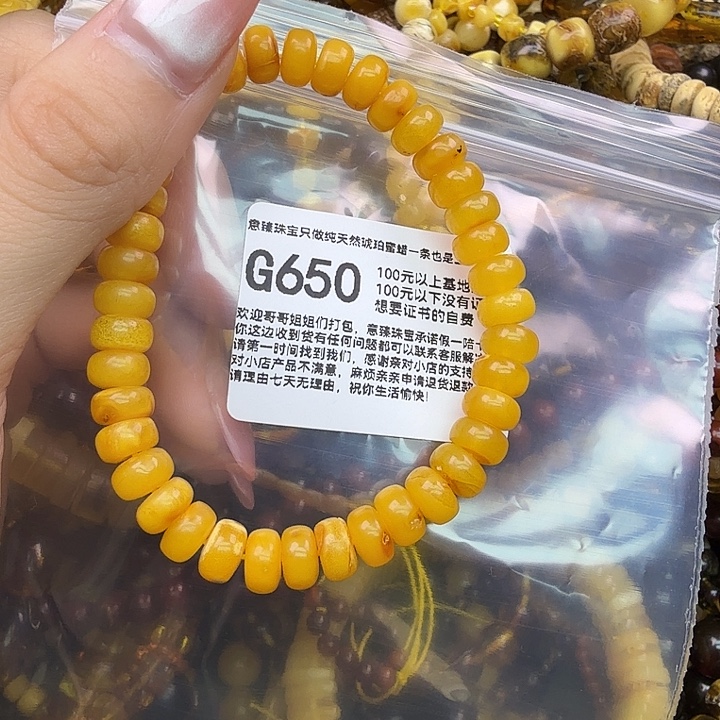 意臻珠宝只做纯天然琥珀蜜蜡一条也是
G650
100元以上基地
100元以下没有证
想要证书的自费
欢迎哥哥姐姐们打包，意臻珠宝承诺假一赔十
你这边收到货有任何问题都可以联系客服解
请第一时间找到我们，感谢亲对小店的支持
对小店产品不满意，麻烦亲亲申请退货退款
请理由七天无理由，祝你生活愉快！